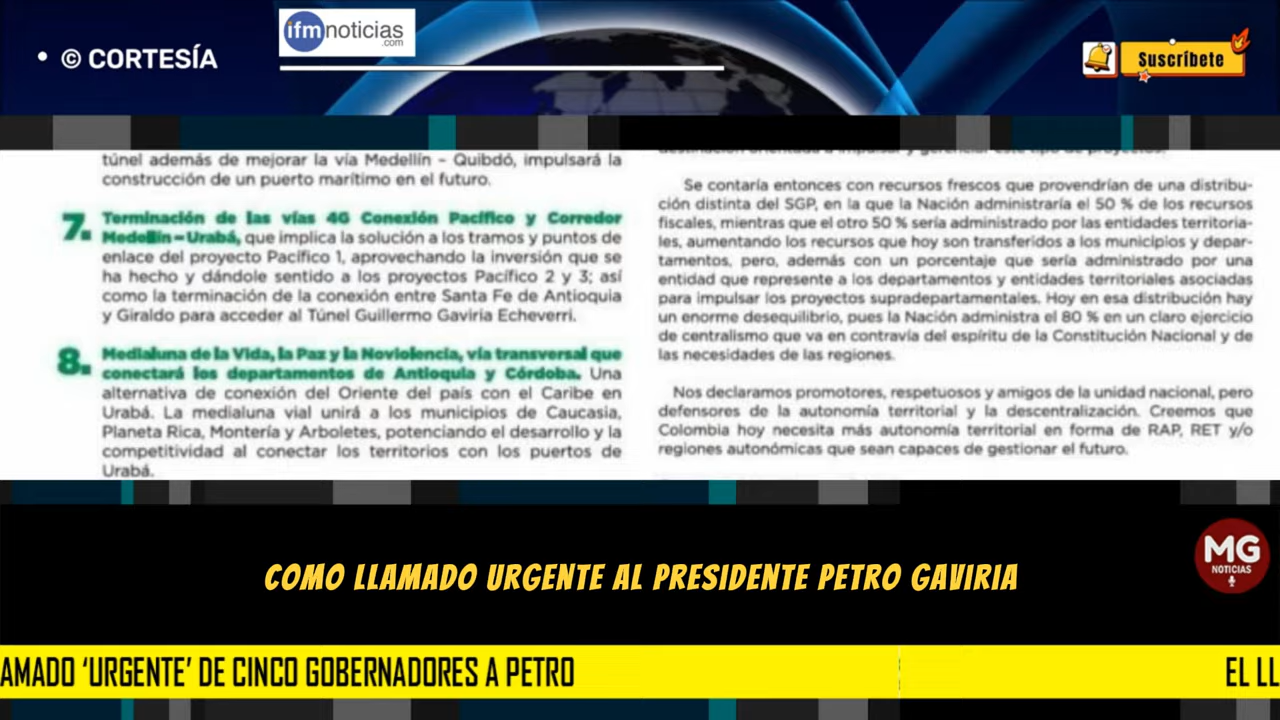 • © CORTESÍA
ifmnoticias
.com
Suscríbete
túnel además de mejorar la vía Medellín – Quibdó, impulsará la
construcción de un puerto marítimo en el futuro.
7. Terminación de las vías 4G Conexión Pacífico y Corredor
Medellín – Urabá, que implica la solución a los tramos y puntos de
enlace del proyecto Pacífico 1, aprovechando la inversión que se
ha hecho y dándole sentido a los proyectos Pacífico 2 y 3; así
como la terminación de la conexión entre Santa Fe de Antioquia
y Giraldo para acceder al Túnel Guillermo Gaviria Echeverri.
8. Medialuna de la Vida, la Paz y la Noviolencia, vía transversal que
conectará los departamentos de Antioquia y Córdoba. Una
alternativa de conexión del Oriente del país con el Caribe en
Urabá. La medialuna vial unirá a los municipios de Caucasia,
Planeta Rica, Montería y Arboletes, potenciando el desarrollo y la
competitividad al conectar los territorios con los puertos de
Urabá.
Se contaría entonces con recursos frescos que provendrían de una distribu-
ción distinta del SGP, en la que la Nación administraría el 50 % de los recursos
fiscales, mientras que el otro 50 % sería administrado por las entidades territoria-
les, aumentando los recursos que hoy son transferidos a los municipios y depar-
tamentos, pero, además con un porcentaje que sería administrado por una
entidad que represente a los departamentos y entidades territoriales asociadas
para impulsar los proyectos supradepartamentales. Hoy en esa distribución hay
un enorme desequilibrio, pues la Nación administra el 80 % en un claro ejercicio
de centralismo que va en contravía del espíritu de la Constitución Nacional y de
las necesidades de las regiones.
Nos declaramos promotores, respetuosos y amigos de la unidad nacional, pero
defensores de la autonomía territorial y la descentralización. Creemos que
Colombia hoy necesita más autonomía territorial en forma de RAP, RET y/o
regiones autonómicas que sean capaces de gestionar el futuro.
COMO LLAMADO URGENTE AL PRESIDENTE PETRO GAVIRIA
MG
NOTICIAS
AMADO ‘URGENTE’ DE CINCO GOBERNADORES A PETRO
EL LL